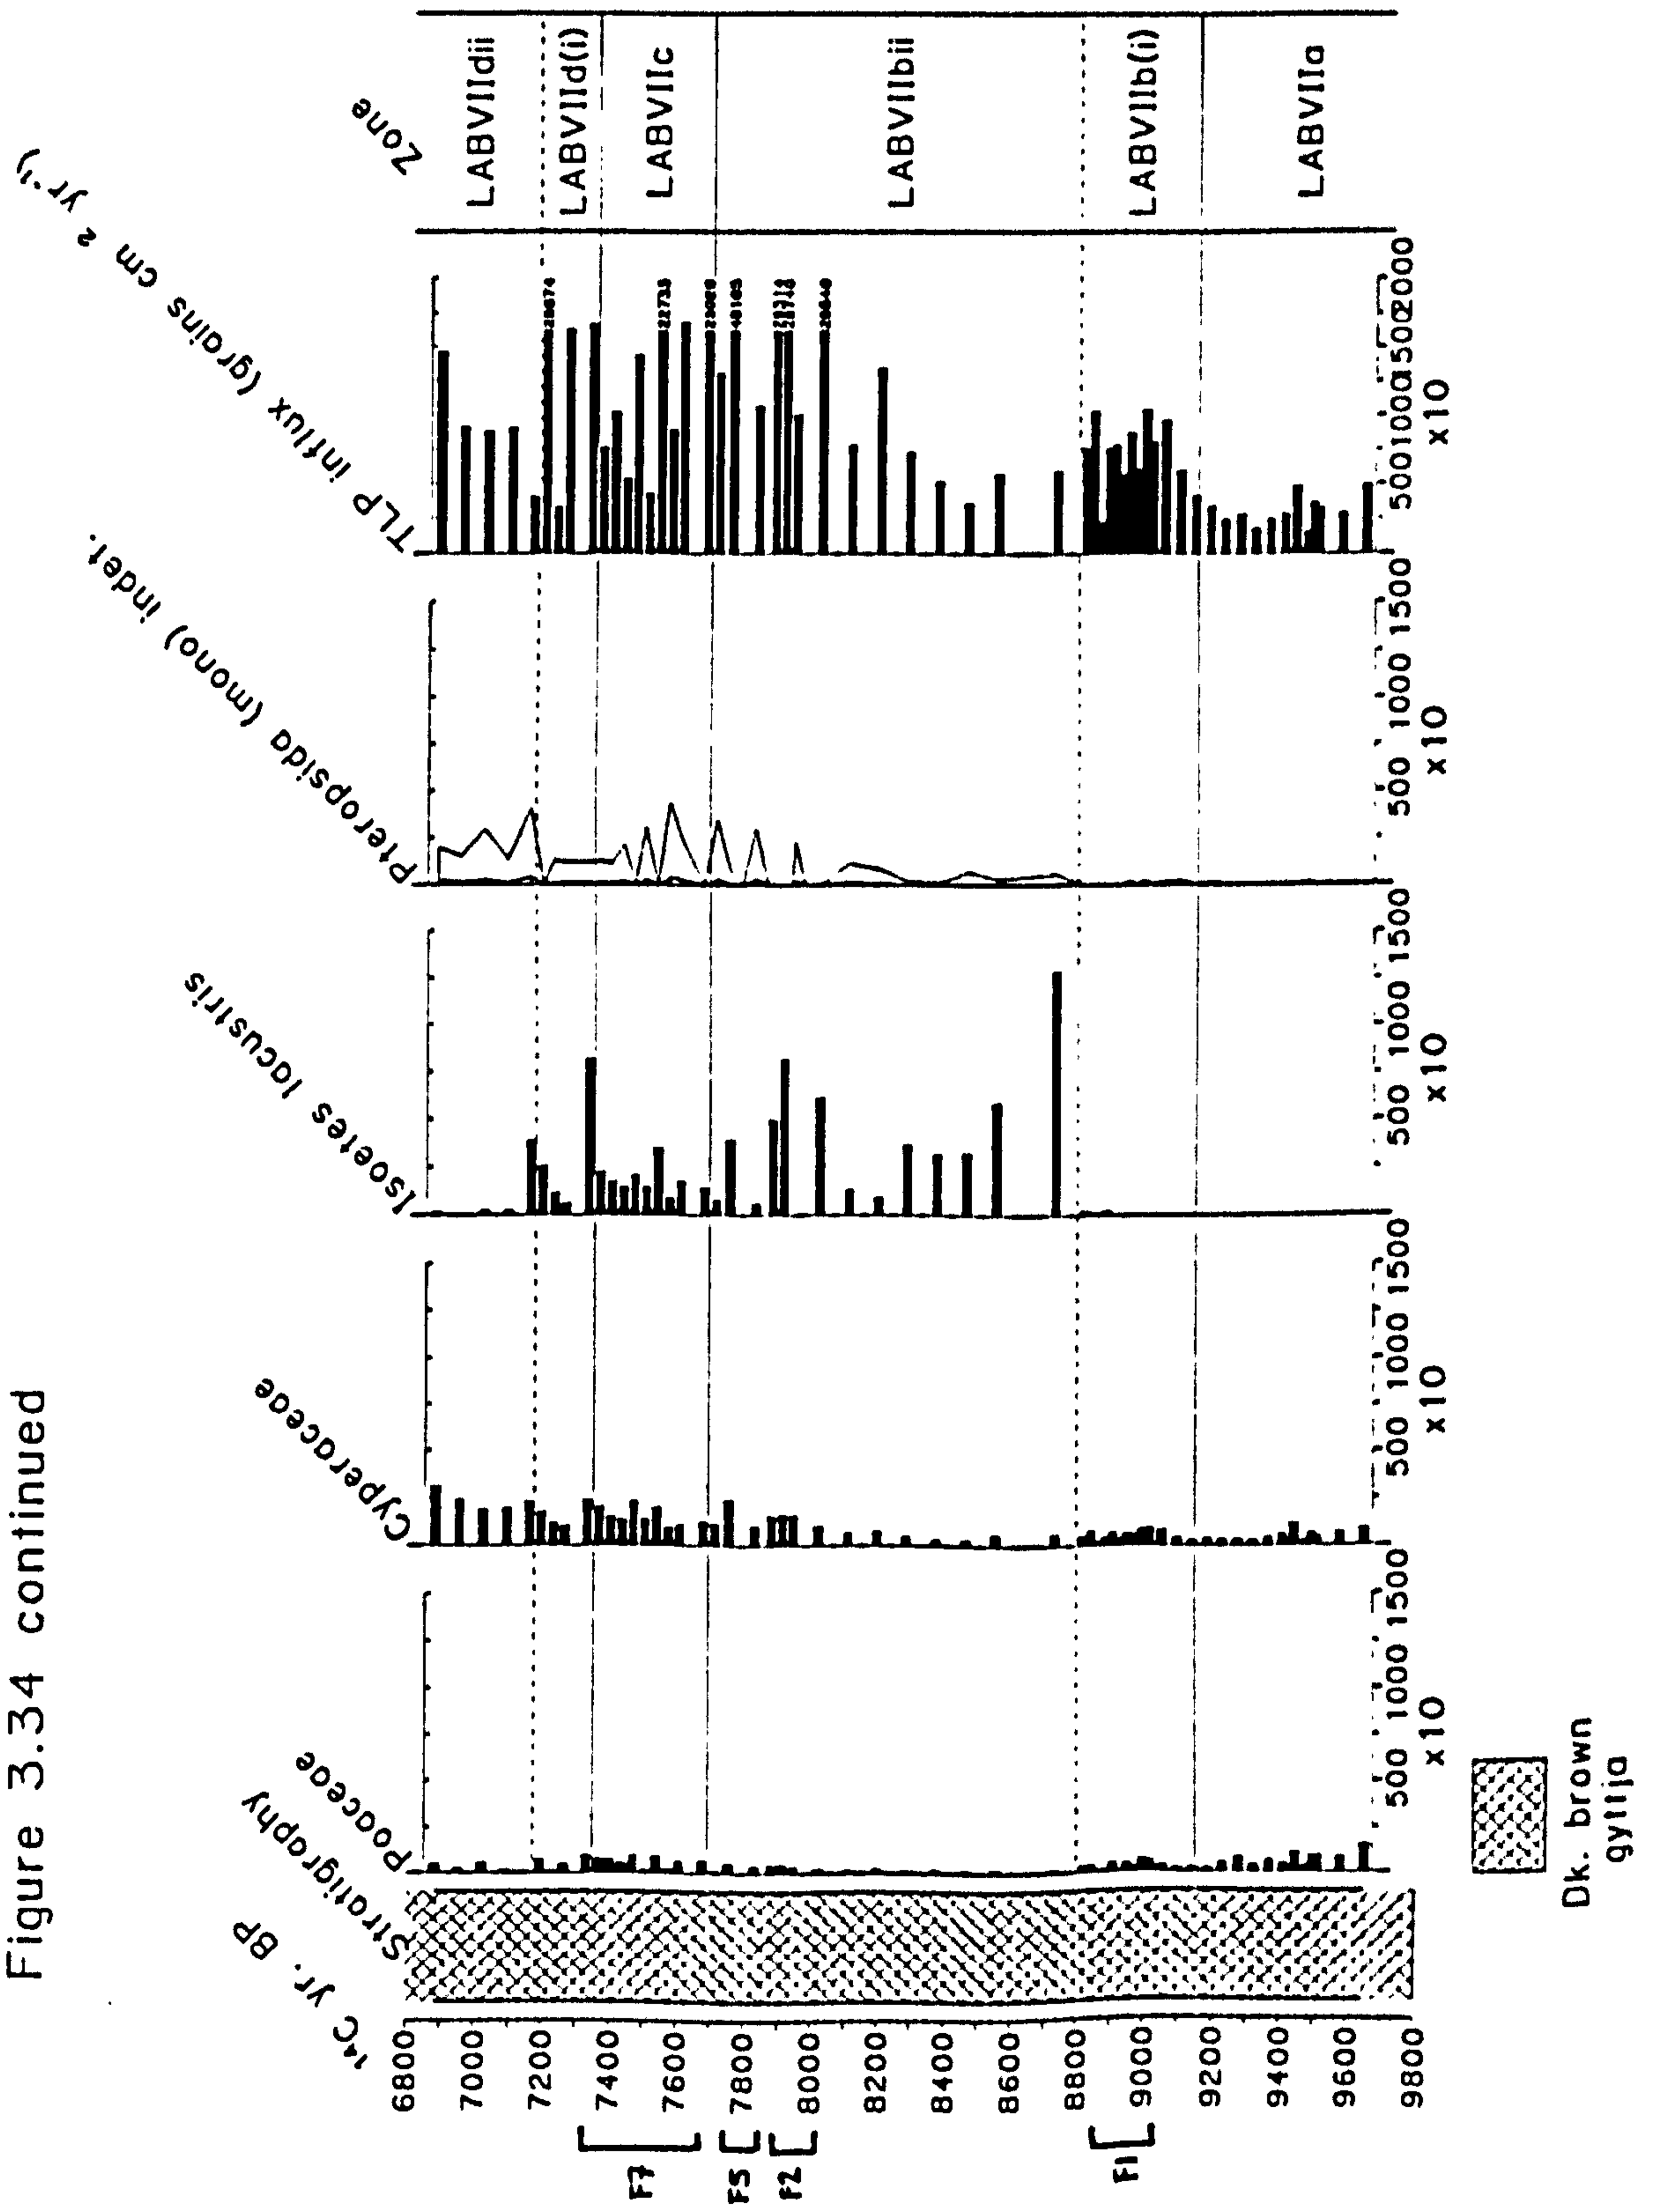 Figure 3.34 continued
¹⁴C yr. BP
Stratigraphy
Poaceae
Cyperaceae
Isoetes lacustris
Pteropsida (mono) indet.
TLP influx (grains cm ² yr⁻¹)
Zone
6800
7000
7200
7400
7600
7800
8000
8200
8400
8600
8800
9000
9200
9400
9600
9800
F7
F5
F2
F1
22735
40165
LABVIIdii
LABVIId(i)
LABVIIc
LABVIIbii
LABVIIb(i)
LABVIIa
500 1000 1500
x10
500 1000 1500
x10
500 1000 1500
x10
500 1000 1500
x10
500 1000 1500 2000
x10
Dk. brown
gyttja